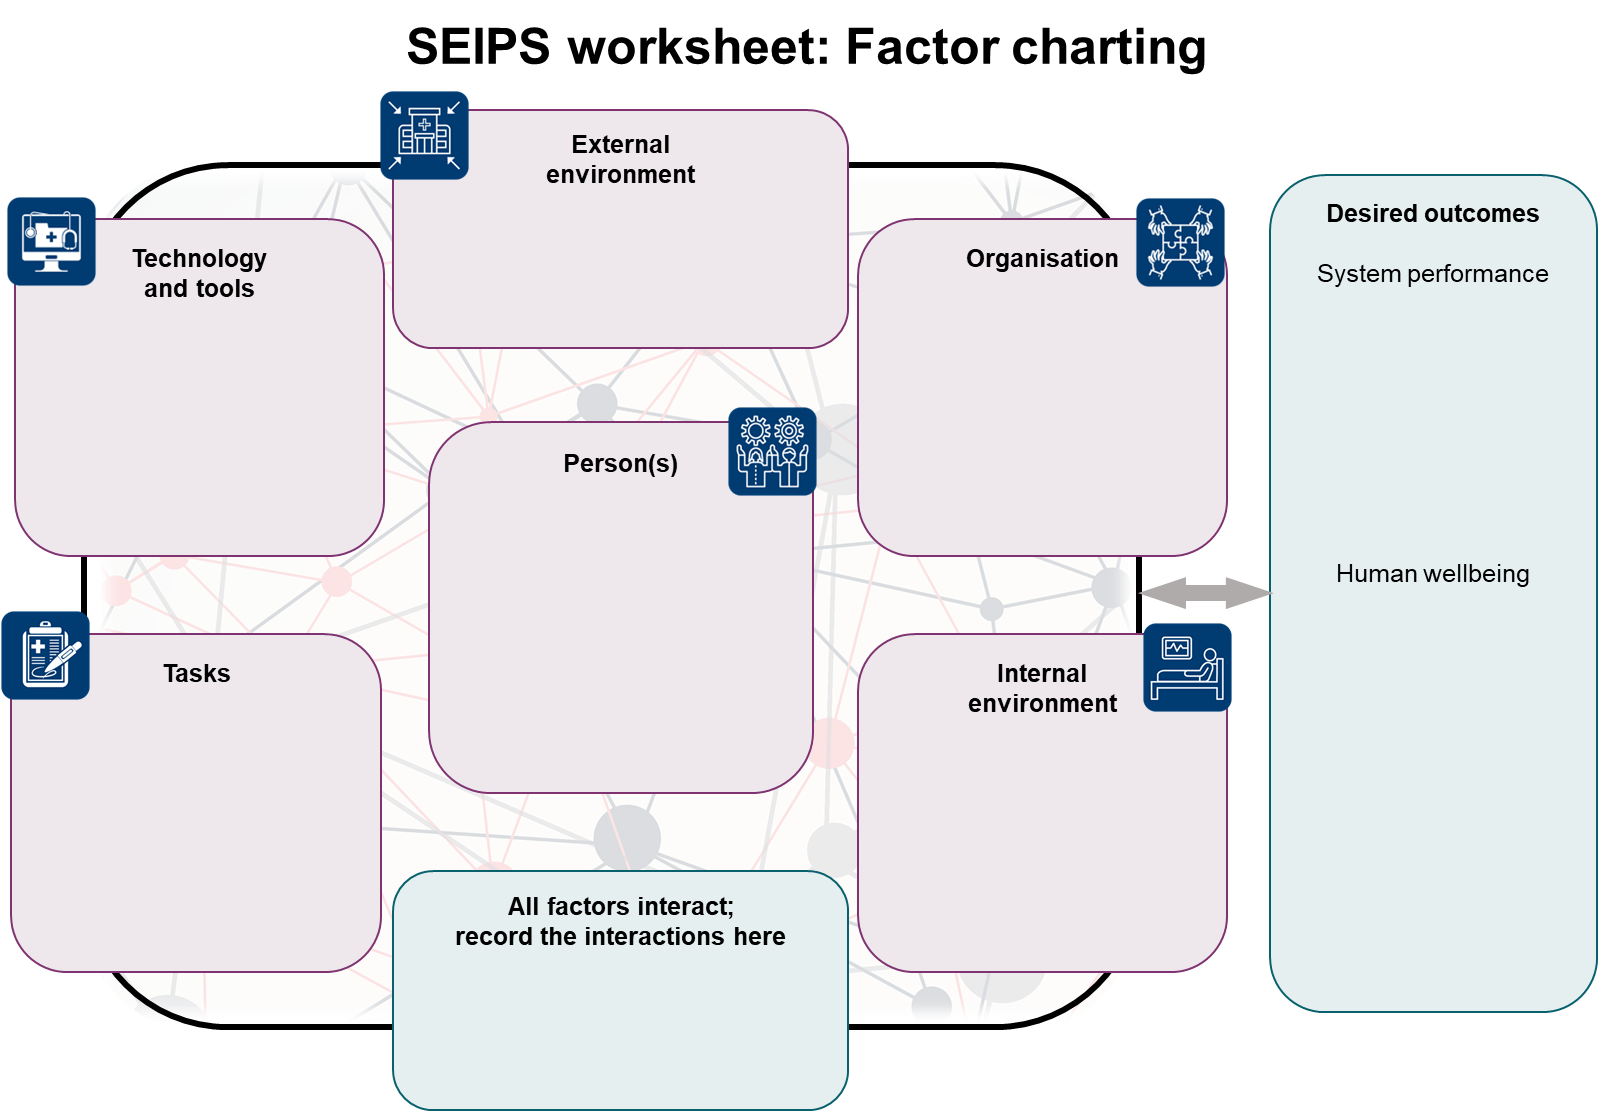 SEIPS worksheet: Factor charting
External
environment
Technology
and tools
Organisation
Desired outcomes
System performance
Person(s)
Human wellbeing
Tasks
Internal
environment
All factors interact;
record the interactions here